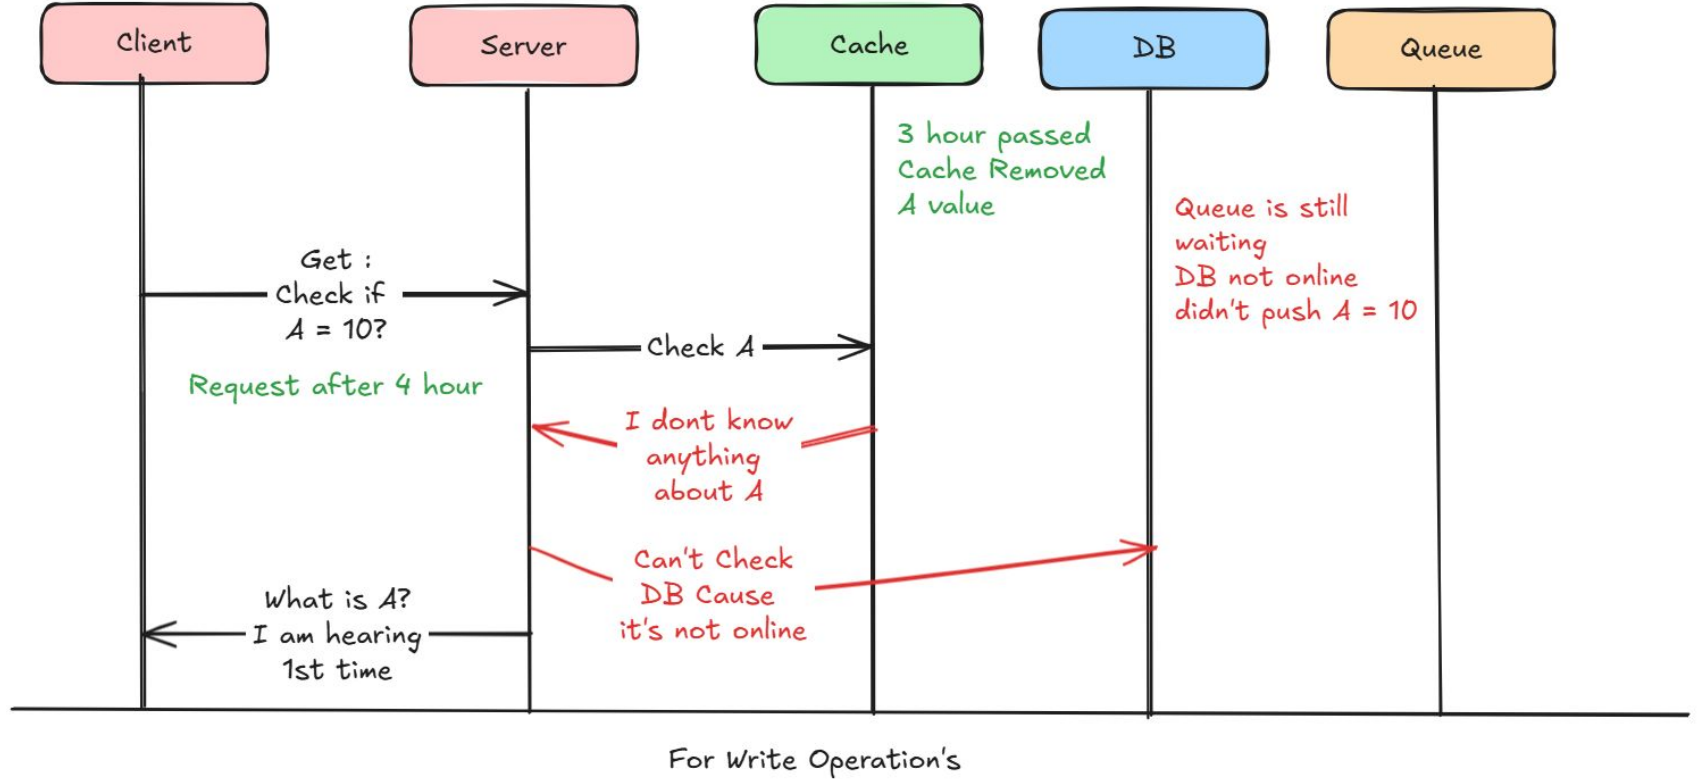 Client
Server
Cache
DB
Queue
3 hour passed
Cache Removed
A value
Queue is still
waiting
DB not online
didn't push A = 10
Get :
Check if
A = 10?
Check A
Request after 4 hour
I dont know
anything
about A
Can't Check
DB Cause
it's not online
What is A?
I am hearing
1st time
For Write Operation's